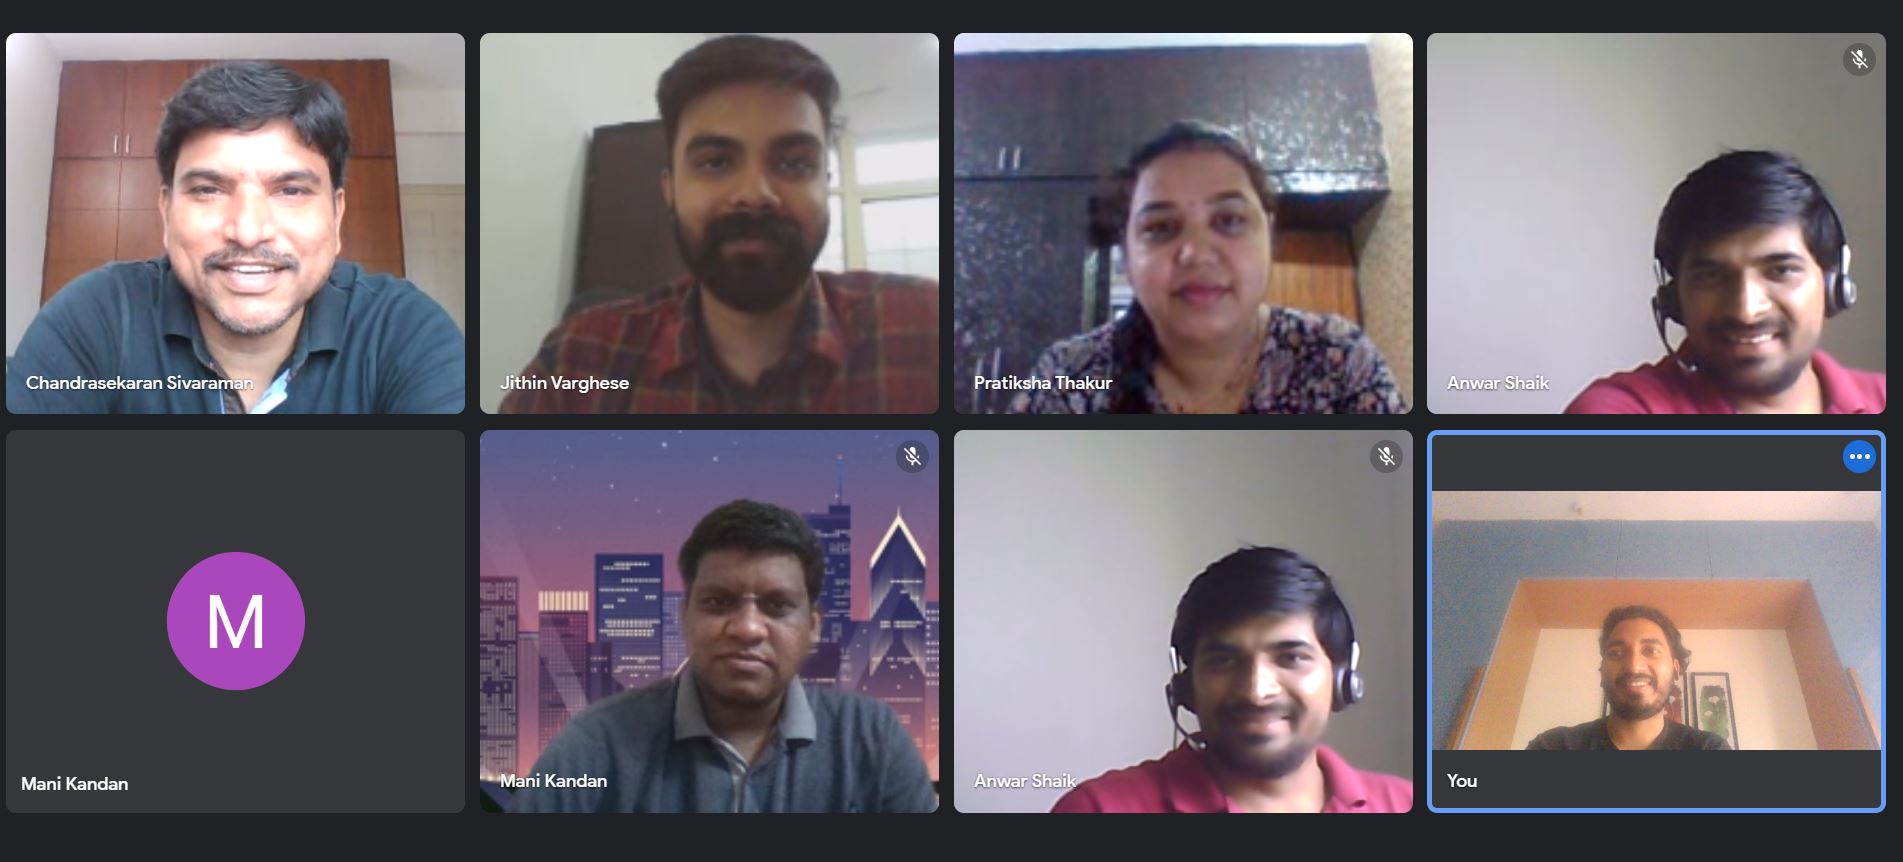 Chandrasekaran Sivaraman
Jithin Varghese
Pratiksha Thakur
Anwar Shaik
M
Mani Kandan
Mani Kandan
Anwar Shaik
You